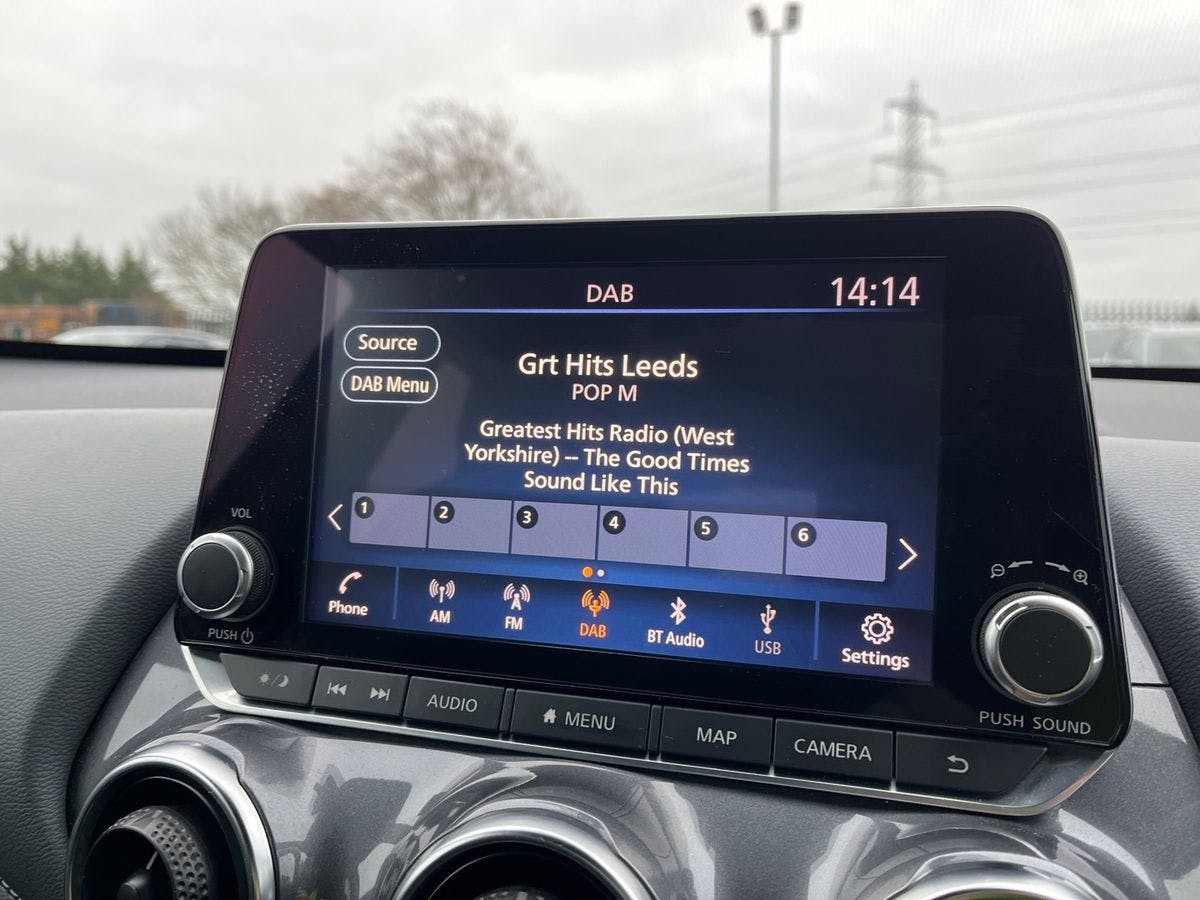 DAB
14:14
Source
DAB Menu
Grt Hits Leeds
POP M
Greatest Hits Radio (West
Yorkshire) -- The Good Times
Sound Like This
1 2 3 4 5 6
Phone
AM
FM
DAB
BT Audio
USB
Settings
VOL
PUSH
PUSH SOUND
AUDIO
MENU
MAP
CAMERA